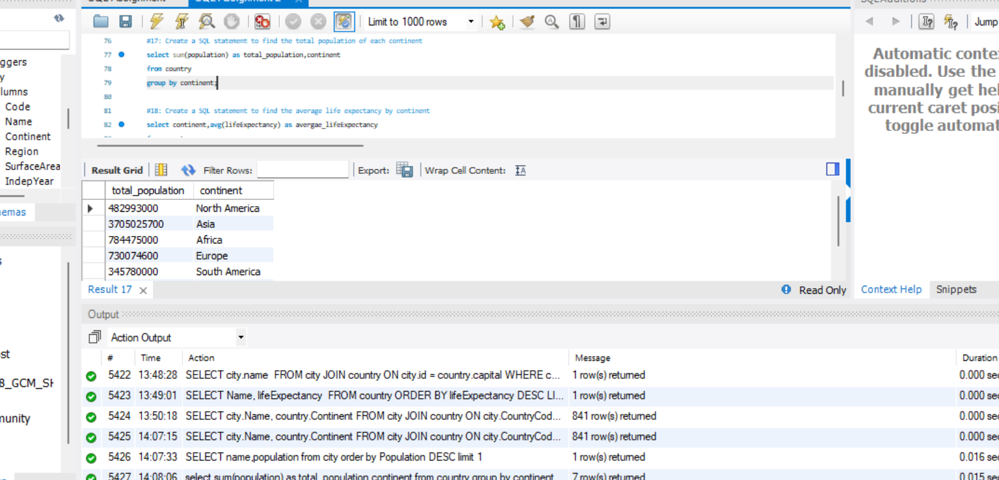 Limit to 1000 rows
Jump
76 #17: Create a SQL statement to find the total population of each continent
77 select sum(population) as total_population,continent
78 from country
79 group by continent;
80
81 #18: Create a SQL statement to find the average life expectancy by continent
82 select continent,avg(lifeExpectancy) as avergae_lifeExpectancy
ggers
y
lumns
Code
Name
Continent
Region
SurfaceArea
IndepYear
emas
st
8_GCM_SH
nunity
Automatic conte
disabled. Use the
manually get hel
current caret posi
toggle automat
Result Grid Filter Rows: Export: Wrap Cell Content:
total_population continent
482993000 North America
3705025700 Asia
784475000 Africa
730074600 Europe
345780000 South America
Result 17 Read Only
Context Help Snippets
Output
Action Output
# Time Action Message Duration
5422 13:48:28 SELECT city.name FROM city JOIN country ON city.id = country.capital WHERE c... 1 row(s) returned 0.000 sec
5423 13:49:01 SELECT Name, lifeExpectancy FROM country ORDER BY lifeExpectancy DESC LI... 1 row(s) returned 0.000 sec
5424 13:50:18 SELECT city.Name, country.Continent FROM city JOIN country ON city.CountryCod... 841 row(s) returned 0.000 sec
5425 14:07:15 SELECT city.Name, country.Continent FROM city JOIN country ON city.CountryCod... 841 row(s) returned 0.000 sec
5426 14:07:33 SELECT name,population from city order by Population DESC limit 1 1 row(s) returned 0.016 sec
5427 14:08:06 select sum(population) as total_population,continent from country group by continent 7 row(s) returned 0.015 sec